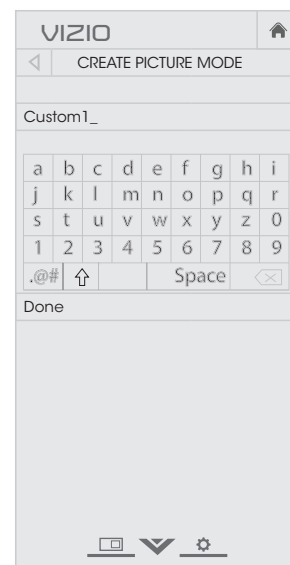 VIZIO
CREATE PICTURE MODE
Custom1_
a b c d e f g h i
j k l m n o p q r
s t u v w x y z 0
1 2 3 4 5 6 7 8 9
.@# Space
Done